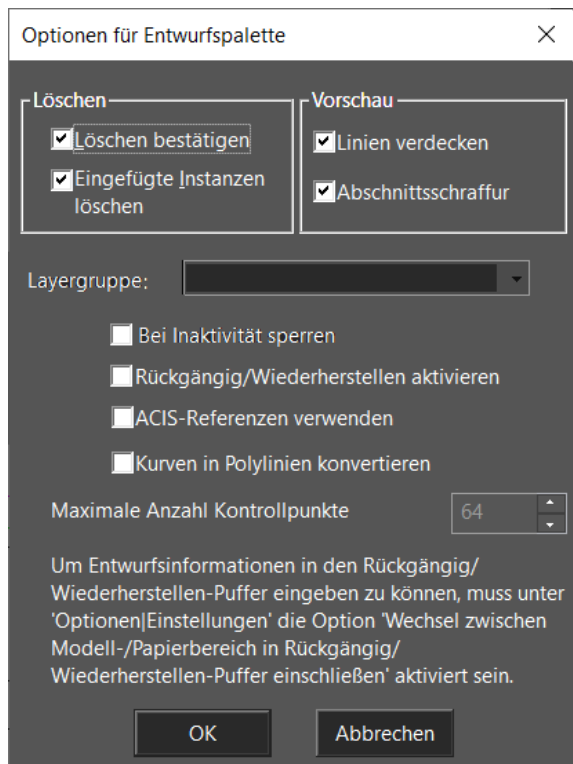 Optionen für Entwurfspalette
Löschen
Löschen bestätigen
Eingefügte Instanzen
löschen
Vorschau
Linien verdecken
Abschnittsschraffur
Layergruppe:
Bei Inaktivität sperren
Rückgängig/Wiederherstellen aktivieren
ACIS-Referenzen verwenden
Kurven in Polylinien konvertieren
Maximale Anzahl Kontrollpunkte
64
Um Entwurfsinformationen in den Rückgängig/
Wiederherstellen-Puffer eingeben zu können, muss unter
'Optionen|Einstellungen' die Option 'Wechsel zwischen
Modell-/Papierbereich in Rückgängig/
Wiederherstellen-Puffer einschließen' aktiviert sein.
OK
Abbrechen